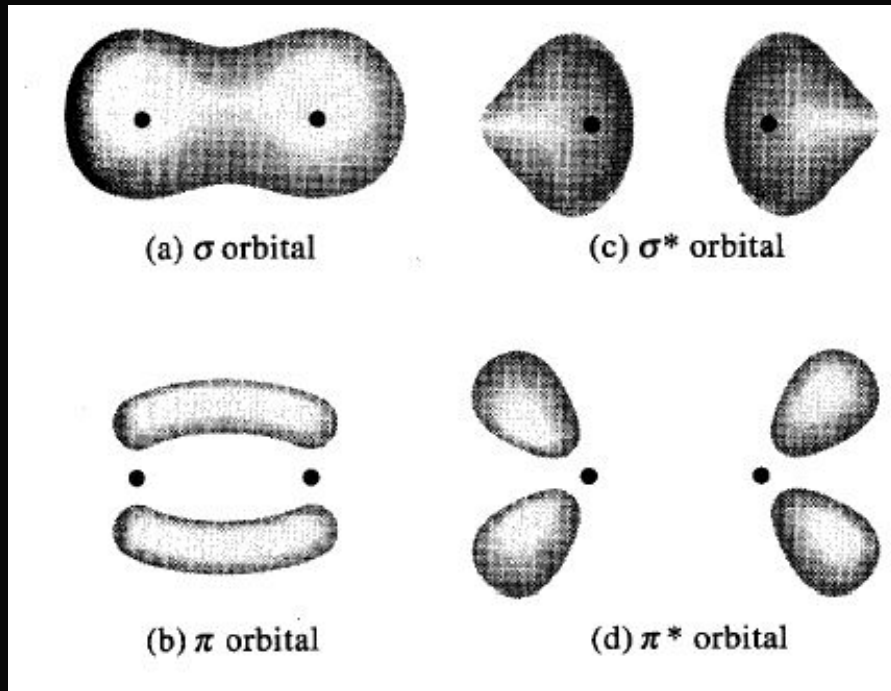 (a) σ orbital
(c) σ* orbital
(b) π orbital
(d) π* orbital